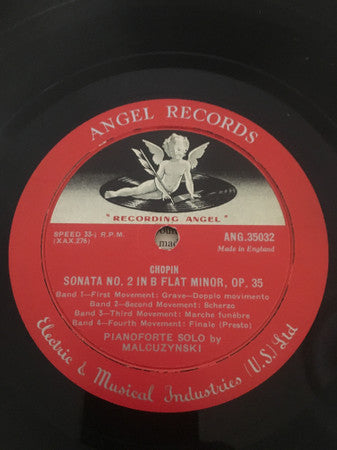 ANGEL RECORDS
"RECORDING ANGEL"
SPEED 33⅓ R.P.M.
(XAX.276)
ANG.35032
Made in England
CHOPIN
SONATA NO. 2 IN B FLAT MINOR, OP. 35
Band 1—First Movement: Grave—Doppio movimento
Band 2—Second Movement: Scherzo
Band 3—Third Movement: Marche funèbre
Band 4—Fourth Movement: Finale (Presto)
PIANOFORTE SOLO by
MALCUZYNSKI
Electric & Musical Industries (U.S.) Ltd